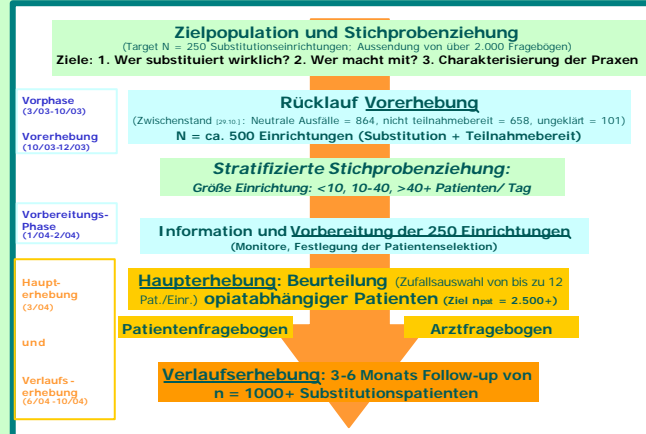 Zielpopulation und Stichprobenziehung
(Target N = 250 Substitutionseinrichtungen: Aussendung von über 2.000 Fragebögen)
Ziele: 1. Wer substituiert wirklich? 2. Wer macht mit? 3. Charakterisierung der Praxen
Vorphase
(3/03-10/03)
Vorerhebung
(10/03-12/03)
Rücklauf Vorerhebung
(Zwischenstand [29.10.]: Neutrale Ausfälle = 864, nicht teilnahmebereit = 658, ungeklärt = 101)
N = ca. 500 Einrichtungen (Substitution + Teilnahmebereit)
Stratifizierte Stichprobenziehung:
Größe Einrichtung: <10, 10-40, >40+ Patienten/ Tag
Vorbereitungs-
Phase
(1/04-2/04)
Information und Vorbereitung der 250 Einrichtungen
(Monitore, Festlegung der Patientenselektion)
Haupt-
erhebung
(3/04)
und
Verlaufs-
erhebung
(6/04-10/04)
Haupterhebung: Beurteilung (Zufallsauswahl von bis zu 12
Pat./Einr.) opiatabhängiger Patienten (Ziel npat = 2.500+)
Patientenfragebogen
Arztfragebogen
Verlaufserhebung: 3-6 Monats Follow-up von
n = 1000+ Substitutionspatienten